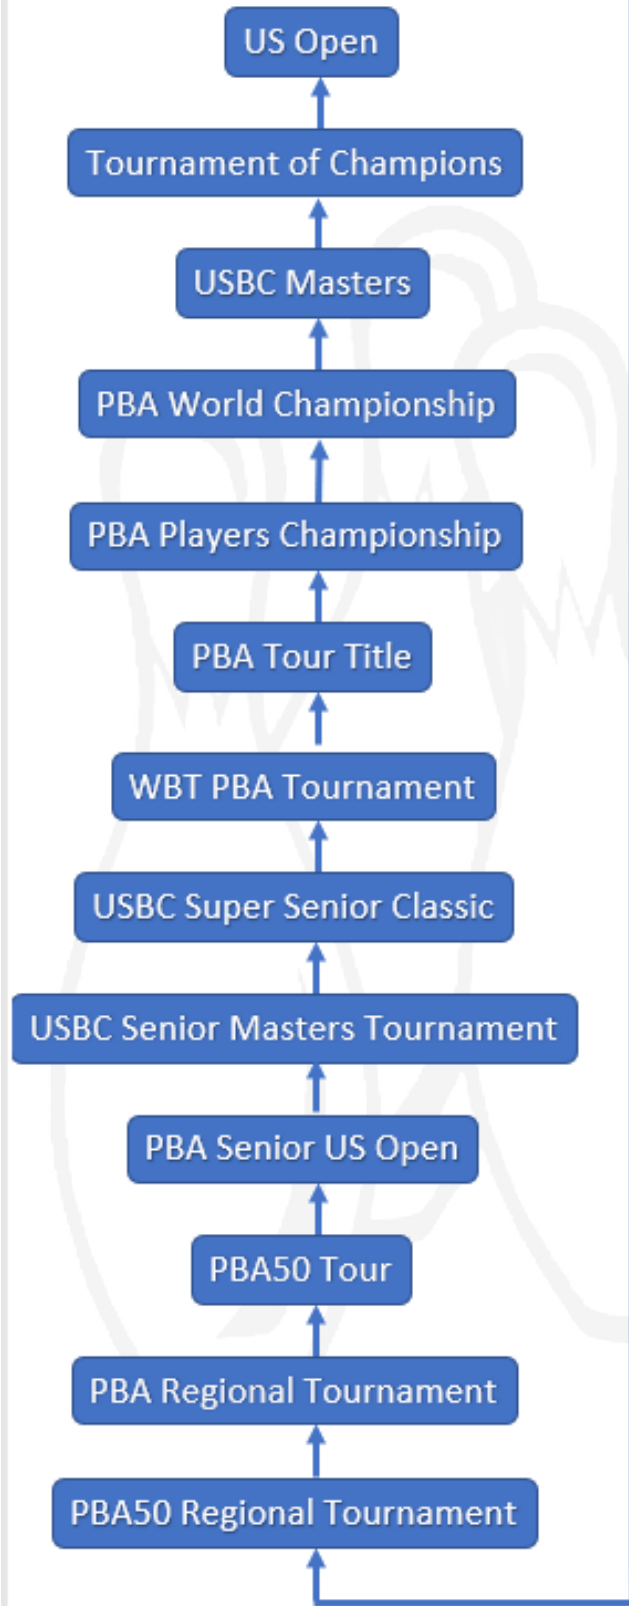 US Open
Tournament of Champions
USBC Masters
PBA World Championship
PBA Players Championship
PBA Tour Title
WBT PBA Tournament
USBC Super Senior Classic
USBC Senior Masters Tournament
PBA Senior US Open
PBA50 Tour
PBA Regional Tournament
PBA50 Regional Tournament